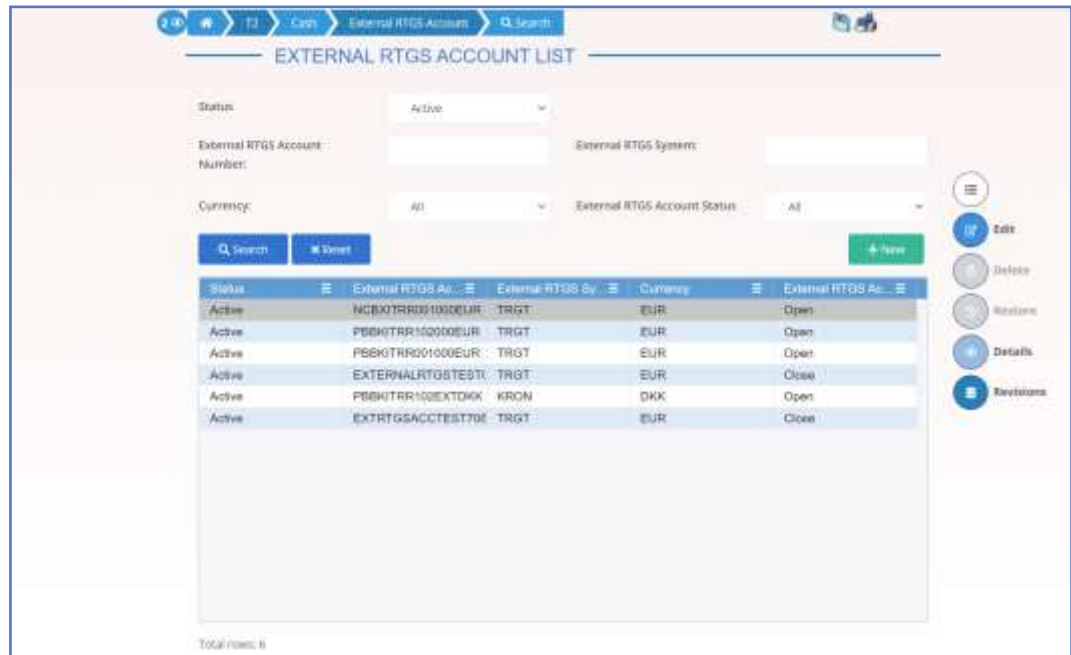 T2 Cash External RTGS Account Search
EXTERNAL RTGS ACCOUNT LIST
Status: Active
External RTGS Account Number: External RTGS System:
Currency: All External RTGS Account Status: All
Search Reset New
Status External RTGS Ac... External RTGS Sy... Currency External RTGS Ac...
Active NCBXITRR001000EUR TRGT EUR Open
Active PBBKITRR102000EUR TRGT EUR Open
Active PBBKITRR001000EUR TRGT EUR Open
Active TRGT EUR Close
Active PBBKITRR102EXTDKK KRON DKK Open
Active TRGT EUR Close
Edit
Delete
Restore
Details
Revisions
Total rows: 6